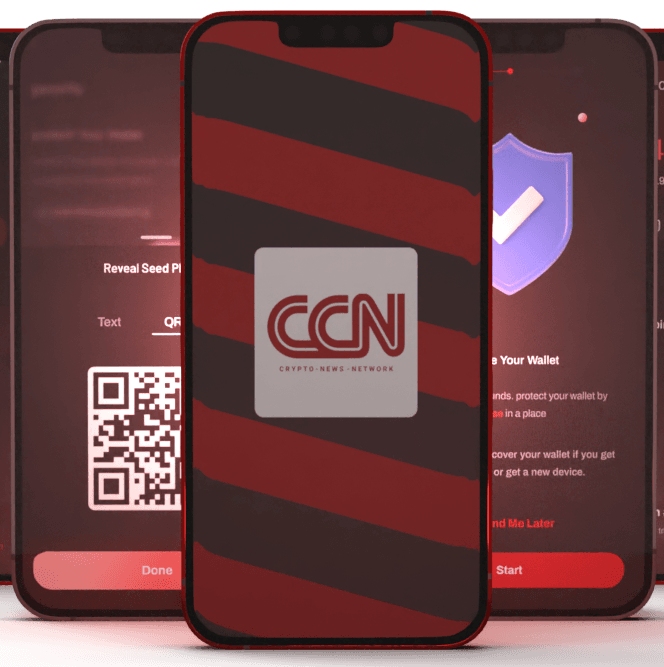 Reveal Seed Pl
Text
QR
Done
CCN
CRYPTO-NEWS-NETWORK
e Your Wallet
nds. protect your wallet by
se in a place
cover your wallet if you get
or get a new device.
nd Me Later
Start